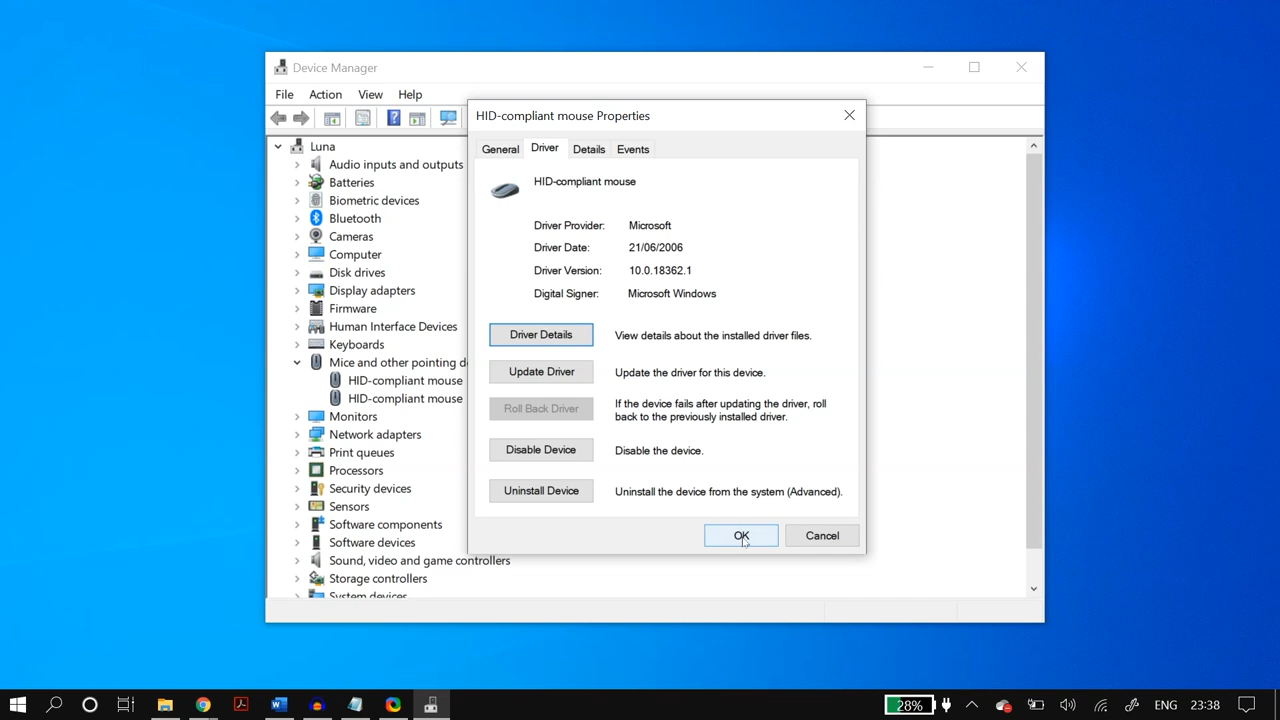 Device Manager
File Action View Help
HID-compliant mouse Properties
General Driver Details Events
HID-compliant mouse
Driver Provider: Microsoft
Driver Date: 21/06/2006
Driver Version: 10.0.18362.1
Digital Signer: Microsoft Windows
Driver Details View details about the installed driver files.
Update Driver Update the driver for this device.
Roll Back Driver If the device fails after updating the driver, roll
back to the previously installed driver.
Disable Device Disable the device.
Uninstall Device Uninstall the device from the system (Advanced).
OK Cancel
Luna
Audio inputs and outputs
Batteries
Biometric devices
Bluetooth
Cameras
Computer
Disk drives
Display adapters
Firmware
Human Interface Devices
Keyboards
Mice and other pointing d
HID-compliant mouse
HID-compliant mouse
Monitors
Network adapters
Print queues
Processors
Security devices
Sensors
Software components
Software devices
Sound, video and game controllers
Storage controllers
System devices
28% ENG 23:38